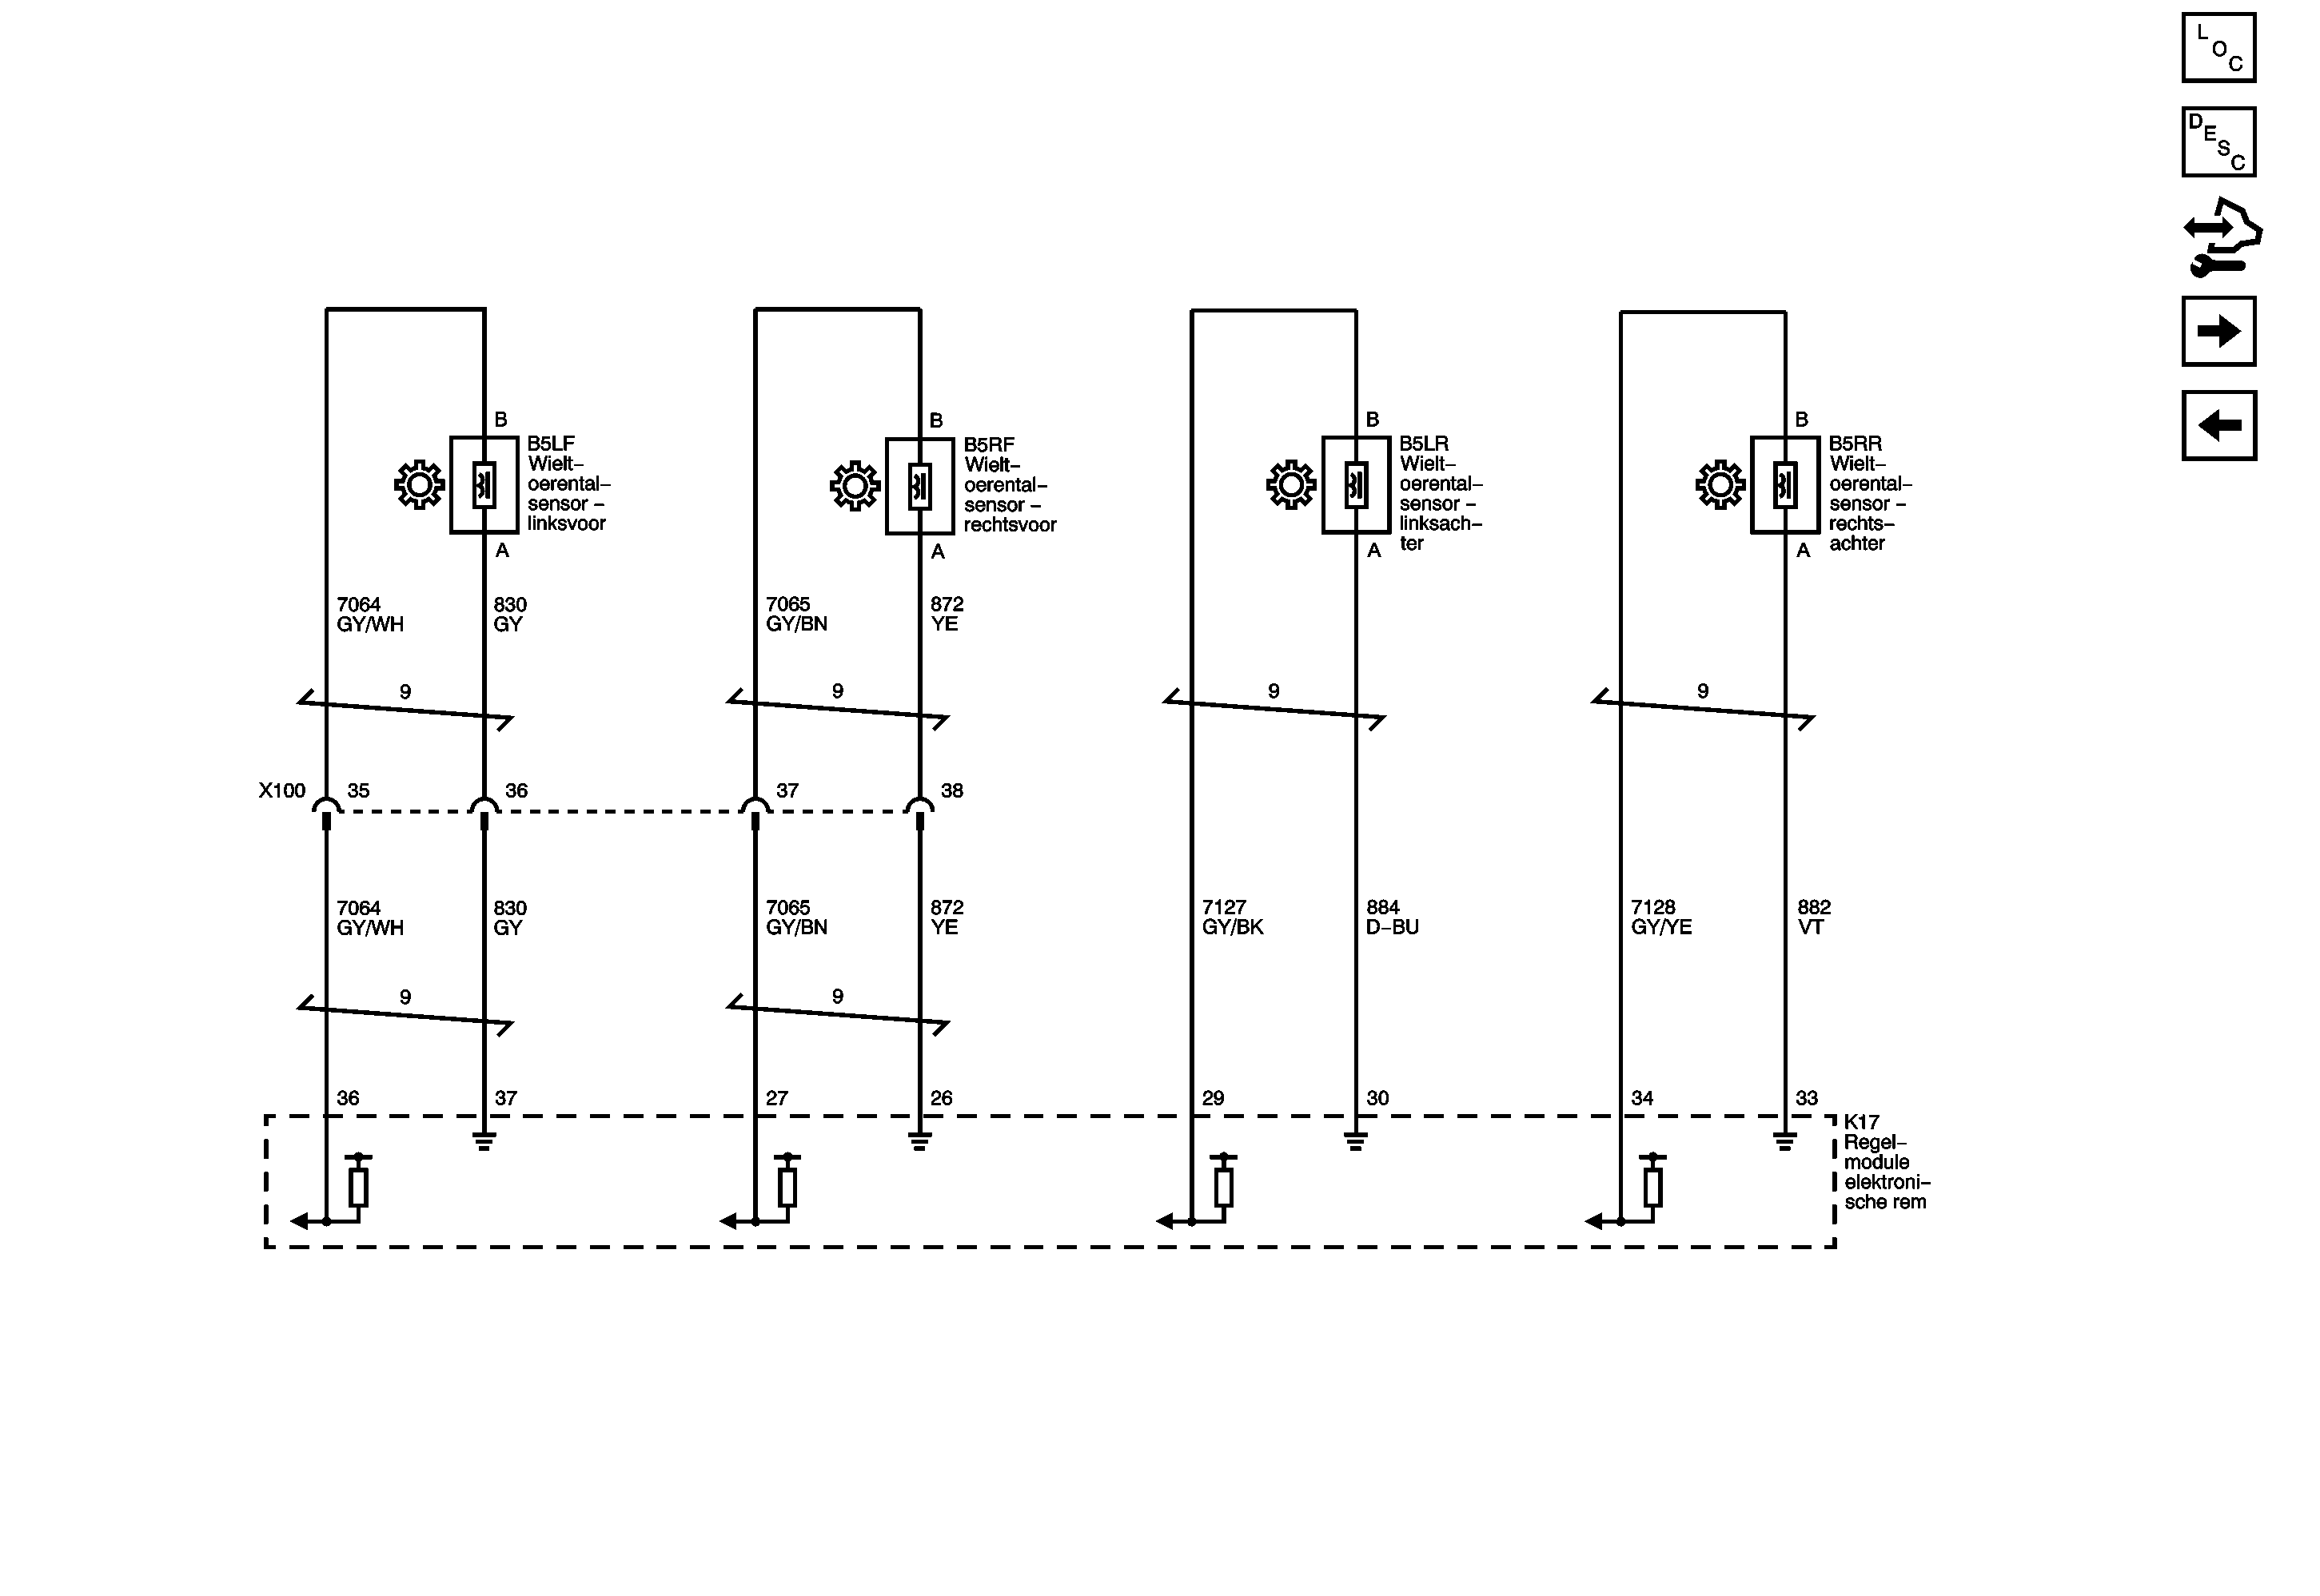 L
O
C
D
E
S
C
B
B5LF
Wielt-
oerental-
sensor -
linksvoor
A
B
B5RF
Wielt-
oerental-
sensor -
rechtsvoor
A
B
B5LR
Wielt-
oerental-
sensor -
linksach-
ter
A
B
B5RR
Wielt-
oerental-
sensor -
rechts-
achter
A
7064
GY/WH
830
GY
7065
GY/BN
872
YE
9
9
9
9
X100 35 36 37 38
7064
GY/WH
830
GY
7065
GY/BN
872
YE
7127
GY/BK
884
D-BU
7128
GY/YE
882
VT
9
9
36 37 27 26 29 30 34 33
K17
Regel-
module
elektroni-
sche rem